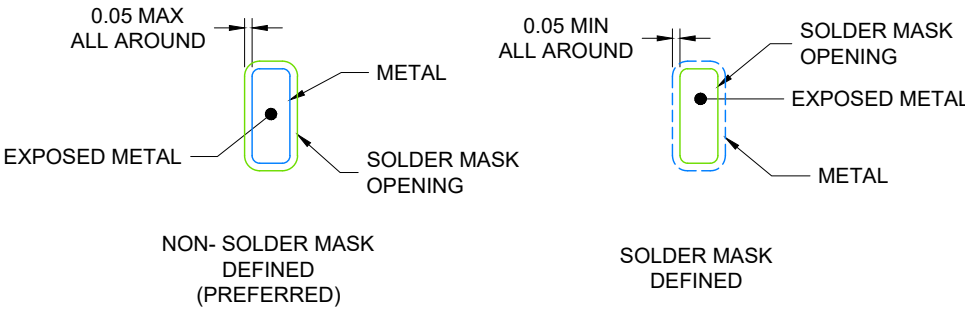 0.05 MAX
ALL AROUND
METAL
EXPOSED METAL
SOLDER MASK
OPENING
NON- SOLDER MASK
DEFINED
(PREFERRED)
0.05 MIN
ALL AROUND
SOLDER MASK
OPENING
EXPOSED METAL
METAL
SOLDER MASK
DEFINED